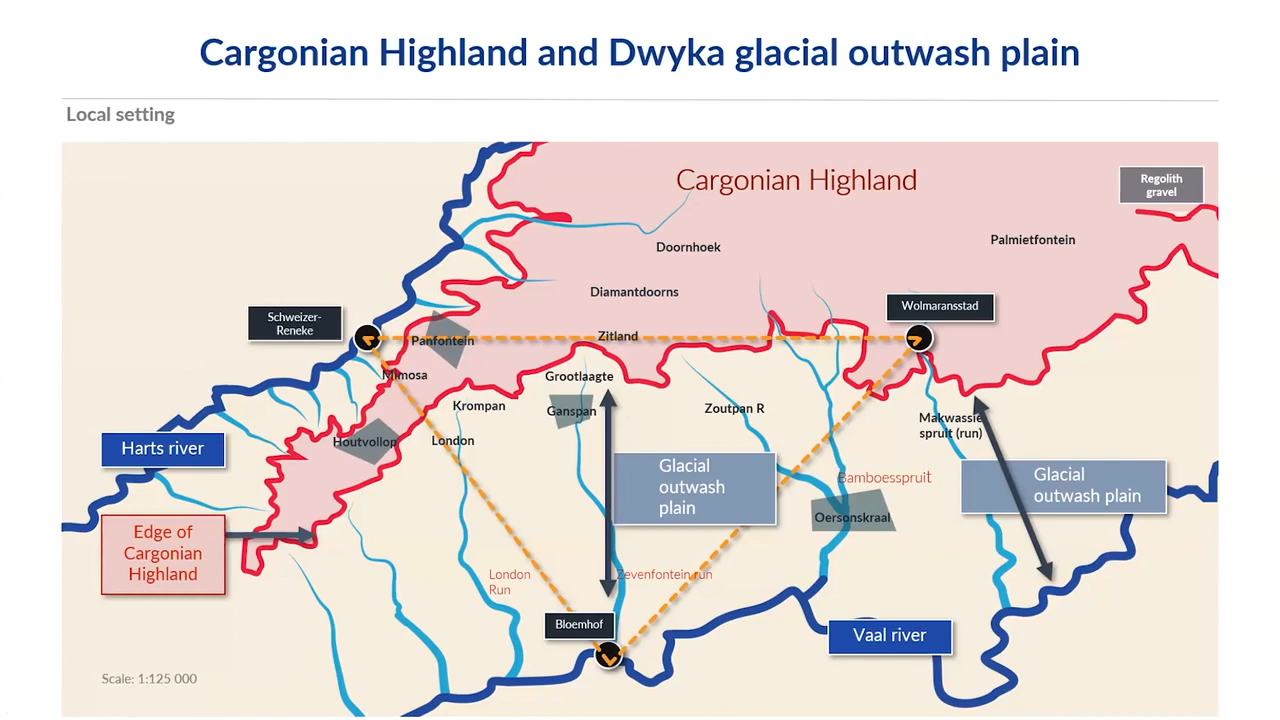 Cargonian Highland and Dwyka glacial outwash plain
Local setting
Cargonian Highland
Regolith
gravel
Palmietfontein
Doornhoek
Diamantdoorns
Wolmaransstad
Schweizer-
Reneke
Panfontein
Zitland
Mimosa
Grootlaagte
Krompan
Ganspan
Zoutpan R
Makwassie
spruit (run)
Houtvollop
London
Harts river
Glacial
outwash
plain
Bamboesspruit
Glacial
outwash plain
Oersonskraal
Edge of
Cargonian
Highland
London
Run
Zevenfontein run
Bloemhof
Vaal river
Scale: 1:125 000